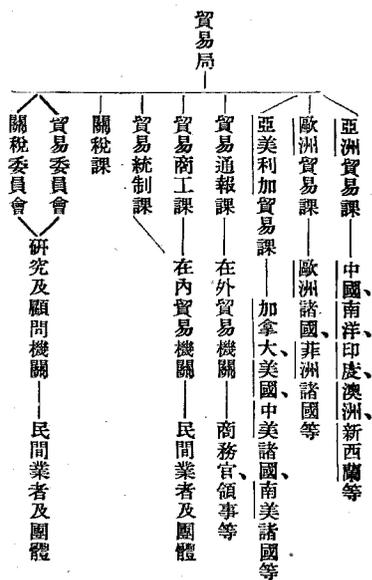 貿易局
亞洲貿易課
中國、南洋、印度、澳洲、新西蘭等
歐洲貿易課
歐洲諸國、菲洲諸國等
亞美利加貿易課
加拿大、美國、中美諸國、南美諸國等
貿易通報課
在外貿易機關
商務官、領事等
貿易商工課
在內貿易機關
民間業者及團體
貿易統制課
關稅課
貿易委員會
關稅委員會
研究及顧問機關
民間業者及團體